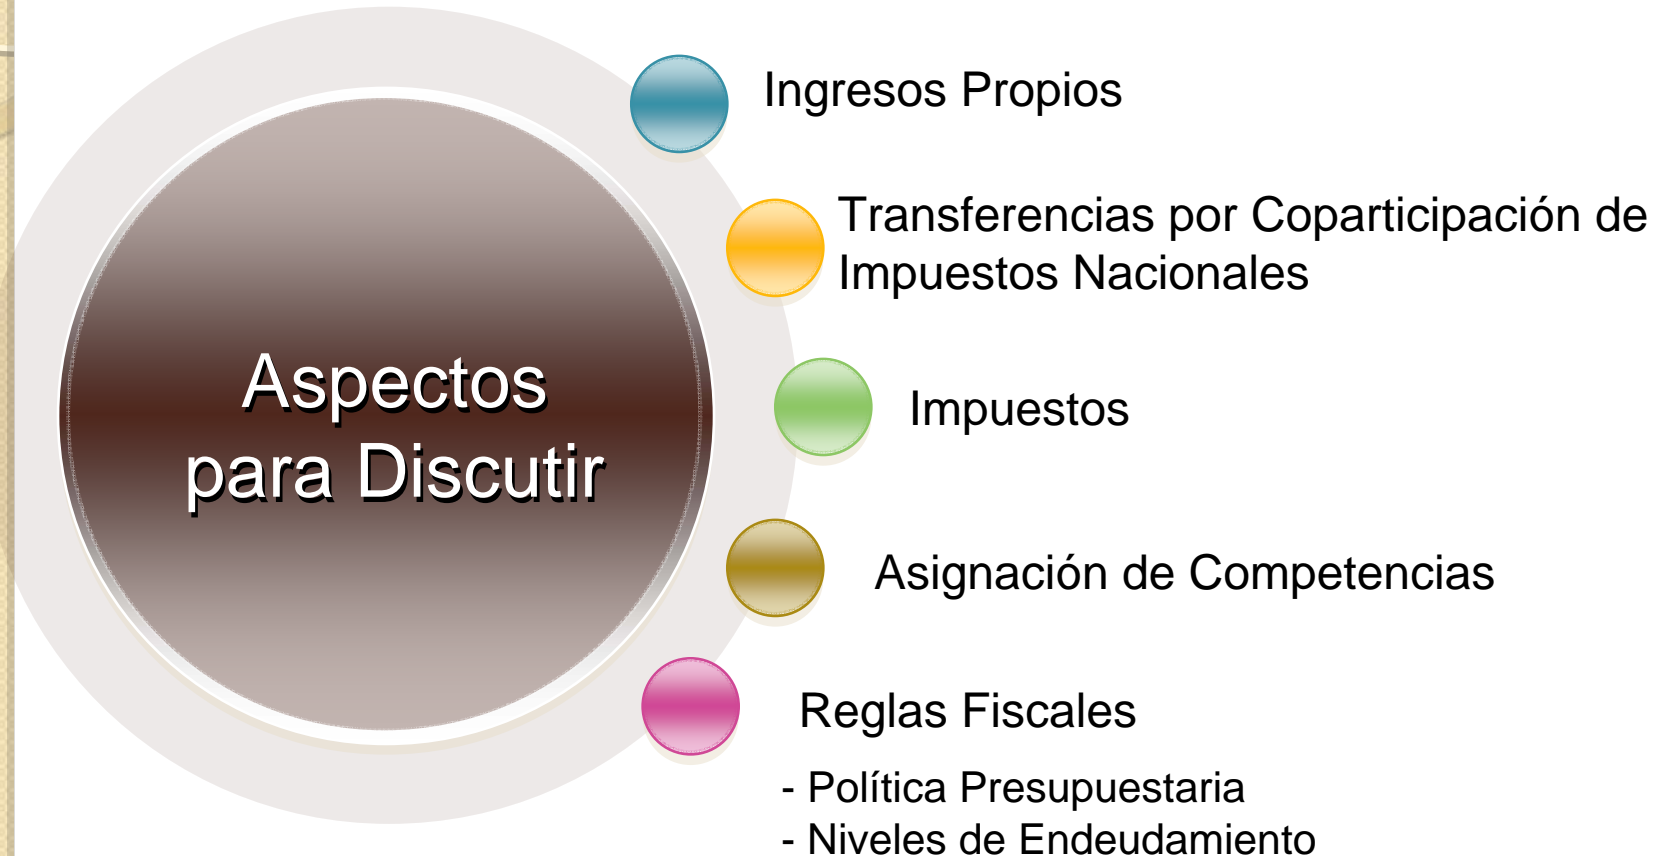 Ingresos Propios
Transferencias por Coparticipación de
Impuestos Nacionales
Aspectos
para Discutir
Impuestos
Asignación de Competencias
Reglas Fiscales
- Política Presupuestaria
- Niveles de Endeudamiento